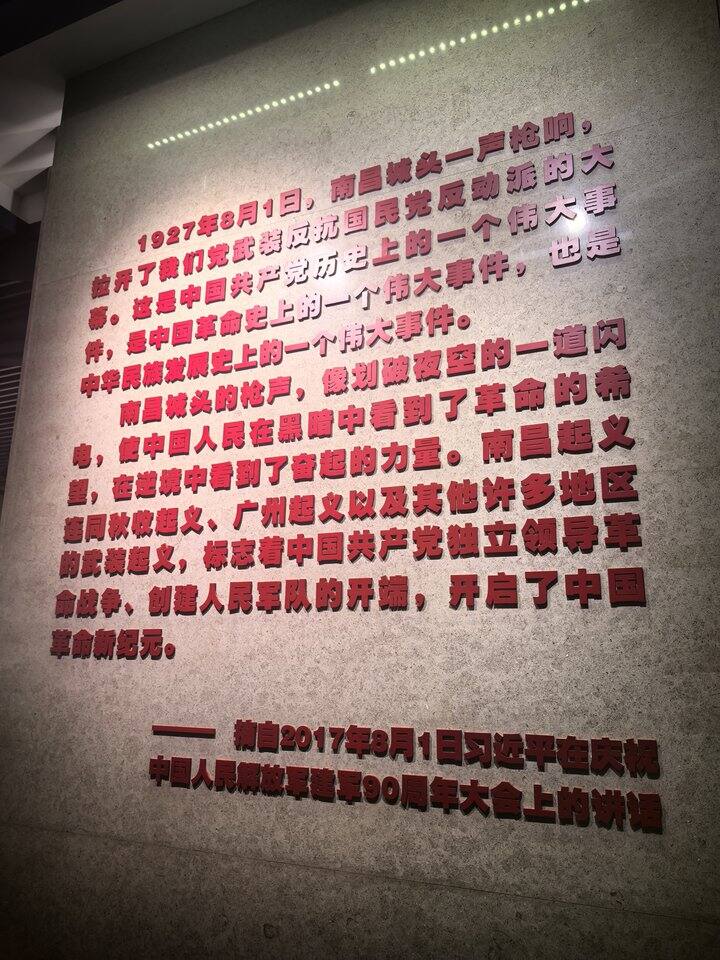 1927年8月1日，南昌城头一声枪响，
拉开了我们党武装反抗国民党反动派的大
幕。这是中国共产党历史上的一个伟大事
件，是中国革命史上的一个伟大事件，也是
中华民族发展史上的一个伟大事件。
南昌城头的枪声，像划破夜空的一道闪
电，使中国人民在黑暗中看到了革命的希
望，在逆境中看到了奋起的力量。南昌起义
连同秋收起义、广州起义以及其他许多地区
的武装起义，标志着中国共产党独立领导革
命战争、创建人民军队的开端，开启了中国
革命新纪元。
—— 摘自2017年8月1日习近平在庆祝
中国人民解放军建军90周年大会上的讲话